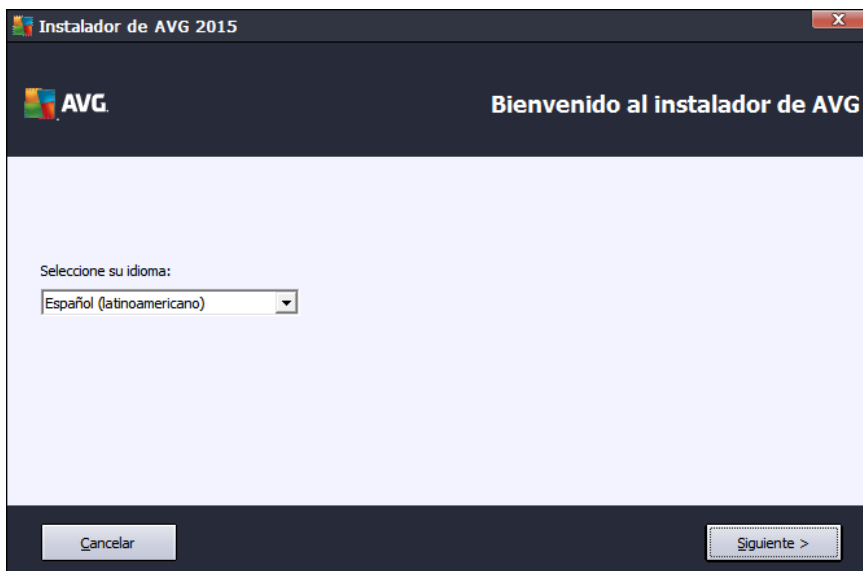 Instalador de AVG 2015
X
AVG.
Bienvenido al instalador de AVG
Seleccione su idioma:
Español (latinoamericano)
Cancelar
Siguiente >